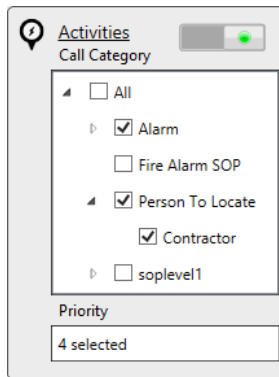 Activities
Call Category
All
Alarm
Fire Alarm SOP
Person To Locate
Contractor
soplevel1
Priority
4 selected